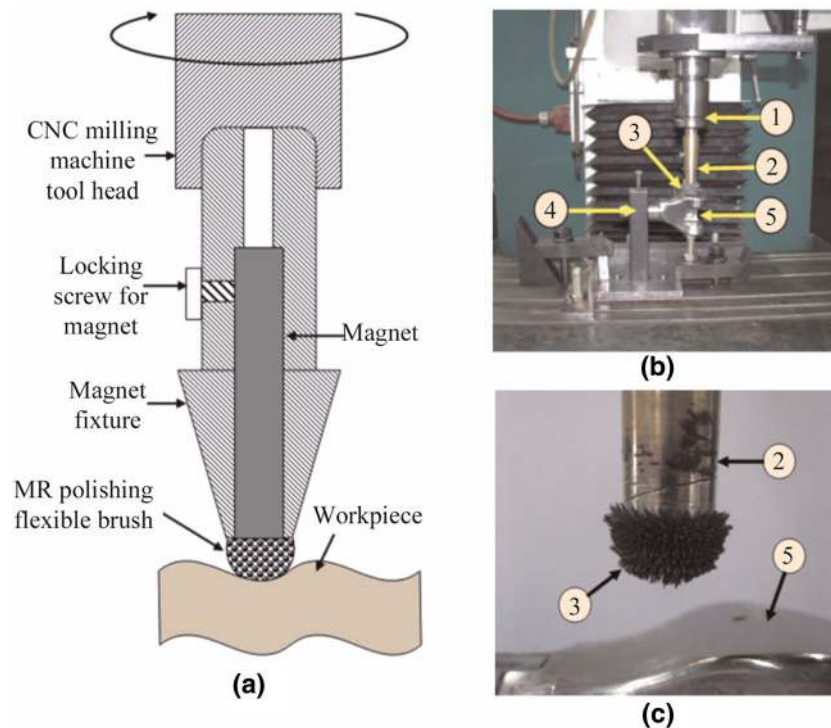 CNC milling
machine
tool head
Locking
screw for
magnet
Magnet
Magnet
fixture
MR polishing
flexible brush
Workpiece
(a)
1
2
3
4
5
(b)
2
3
5
(c)